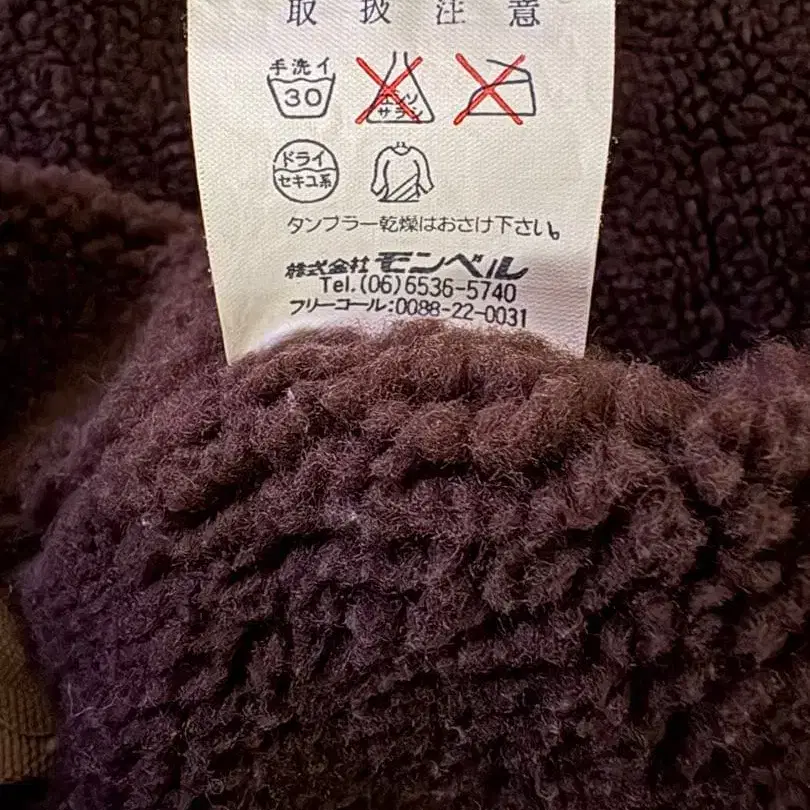 取扱注意
手洗イ
30
エンソ
サラシ
ドライ
セキユ系
タンブラー乾燥はおさけ下さい。
株式会社モンベル
Tel.(06)6536-5740
フリーコール:0088-22-0031